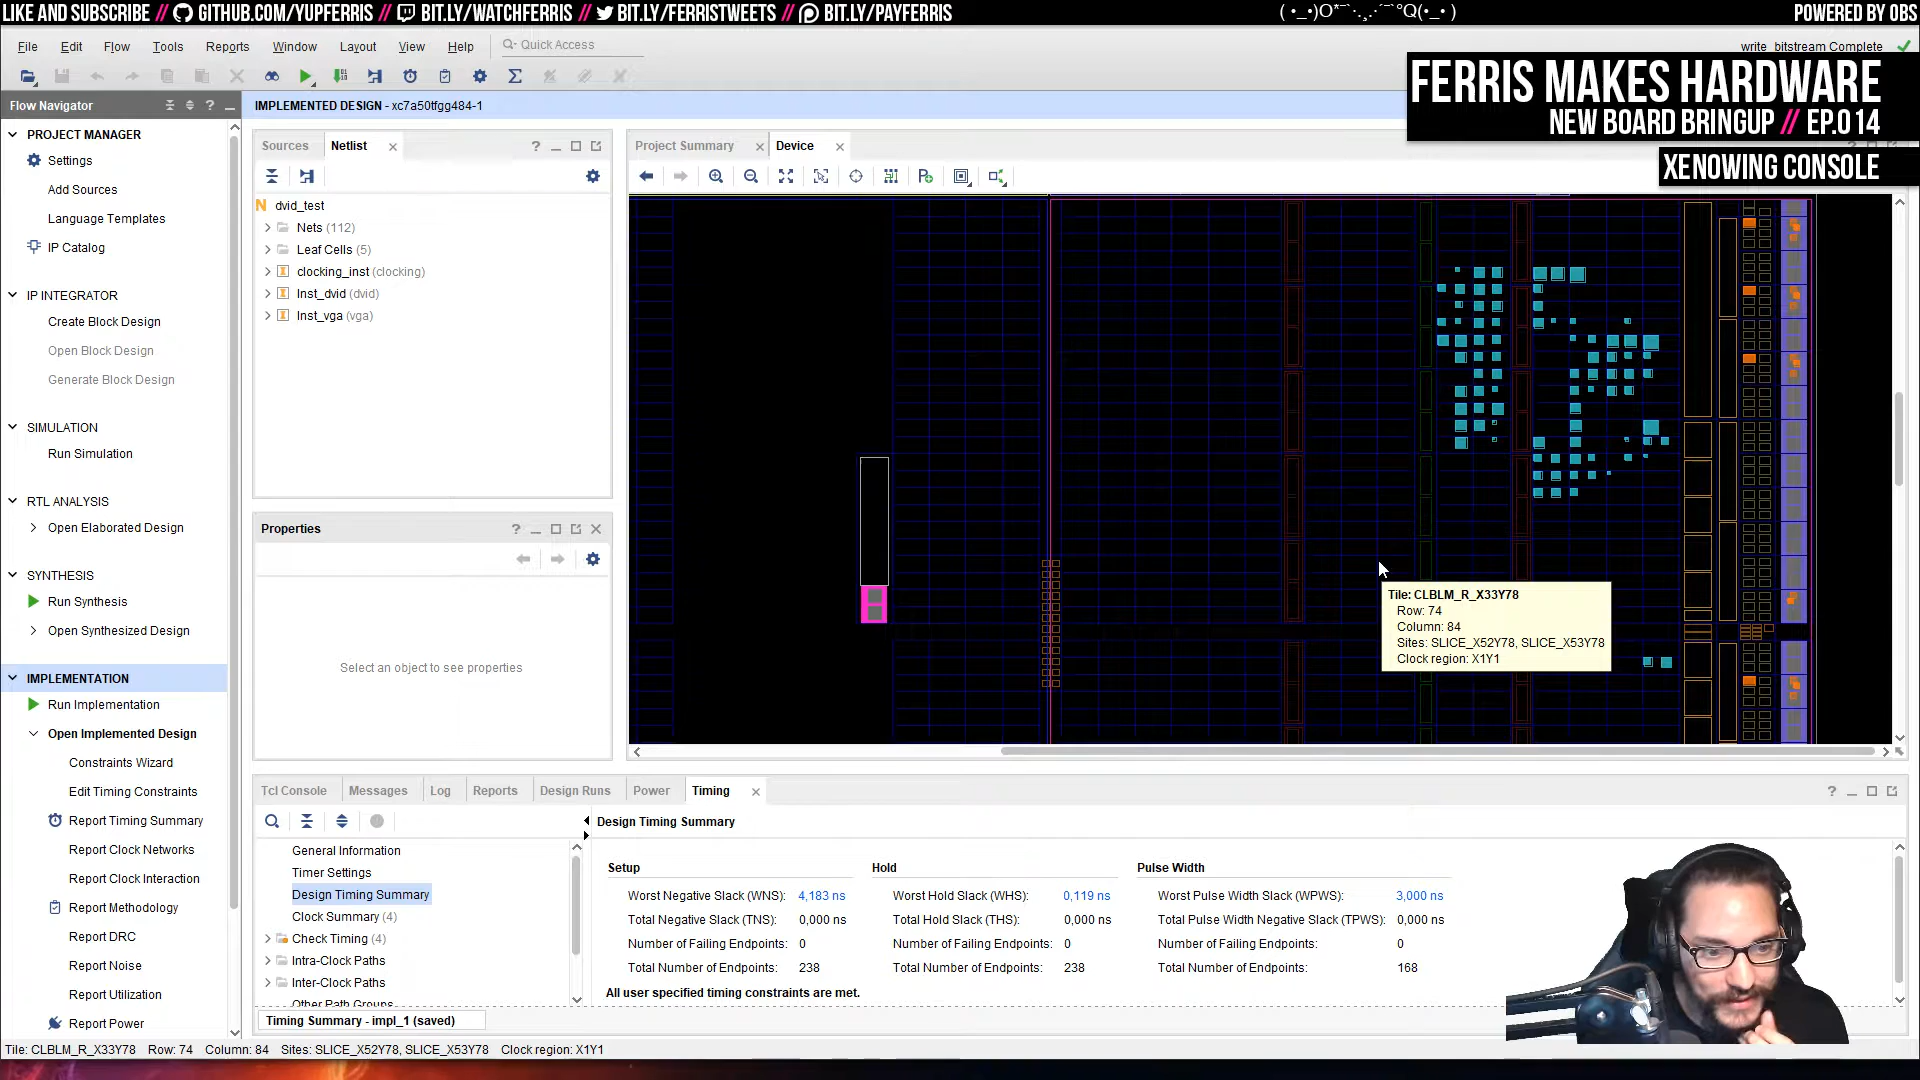 LIKE AND SUBSCRIBE // GITHUB.COM/YUPFERRIS // BIT.LY/WATCHFERRIS // BIT.LY/FERRISTWEETS // BIT.LY/PAYFERRIS
POWERED BY OBS
File Edit Flow Tools Reports Window Layout View Help Quick Access
write_bitstream Complete
FERRIS MAKES HARDWARE
NEW BOARD BRINGUP // EP.014
XENOWING CONSOLE
Flow Navigator
IMPLEMENTED DESIGN - xc7a50tfgg484-1
PROJECT MANAGER
Settings
Add Sources
Language Templates
IP Catalog
IP INTEGRATOR
Create Block Design
Open Block Design
Generate Block Design
SIMULATION
Run Simulation
RTL ANALYSIS
Open Elaborated Design
SYNTHESIS
Run Synthesis
Open Synthesized Design
IMPLEMENTATION
Run Implementation
Open Implemented Design
Constraints Wizard
Edit Timing Constraints
Report Timing Summary
Report Clock Networks
Report Clock Interaction
Report Methodology
Report DRC
Report Noise
Report Utilization
Report Power
Sources Netlist
N dvid_test
Nets (112)
Leaf Cells (5)
clocking_inst (clocking)
Inst_dvid (dvid)
Inst_vga (vga)
Properties
Select an object to see properties
Project Summary Device
Tile: CLBLM_R_X33Y78
Row: 74
Column: 84
Sites: SLICE_X52Y78, SLICE_X53Y78
Clock region: X1Y1
Tcl Console Messages Log Reports Design Runs Power Timing
General Information
Timer Settings
Design Timing Summary
Clock Summary (4)
Check Timing (4)
Intra-Clock Paths
Inter-Clock Paths
Other Path Groups
Timing Summary - impl_1 (saved)
Design Timing Summary
Setup
Worst Negative Slack (WNS): 4,183 ns
Total Negative Slack (TNS): 0,000 ns
Number of Failing Endpoints: 0
Total Number of Endpoints: 238
Hold
Worst Hold Slack (WHS): 0,119 ns
Total Hold Slack (THS): 0,000 ns
Number of Failing Endpoints: 0
Total Number of Endpoints: 238
Pulse Width
Worst Pulse Width Slack (WPWS): 3,000 ns
Total Pulse Width Negative Slack (TPWS): 0,000 ns
Number of Failing Endpoints: 0
Total Number of Endpoints: 168
All user specified timing constraints are met.
Tile: CLBLM_R_X33Y78 Row: 74 Column: 84 Sites: SLICE_X52Y78, SLICE_X53Y78 Clock region: X1Y1